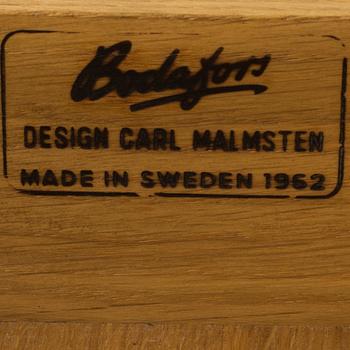 Bodafors
DESIGN CARL MALMSTEN
MADE IN SWEDEN 1962